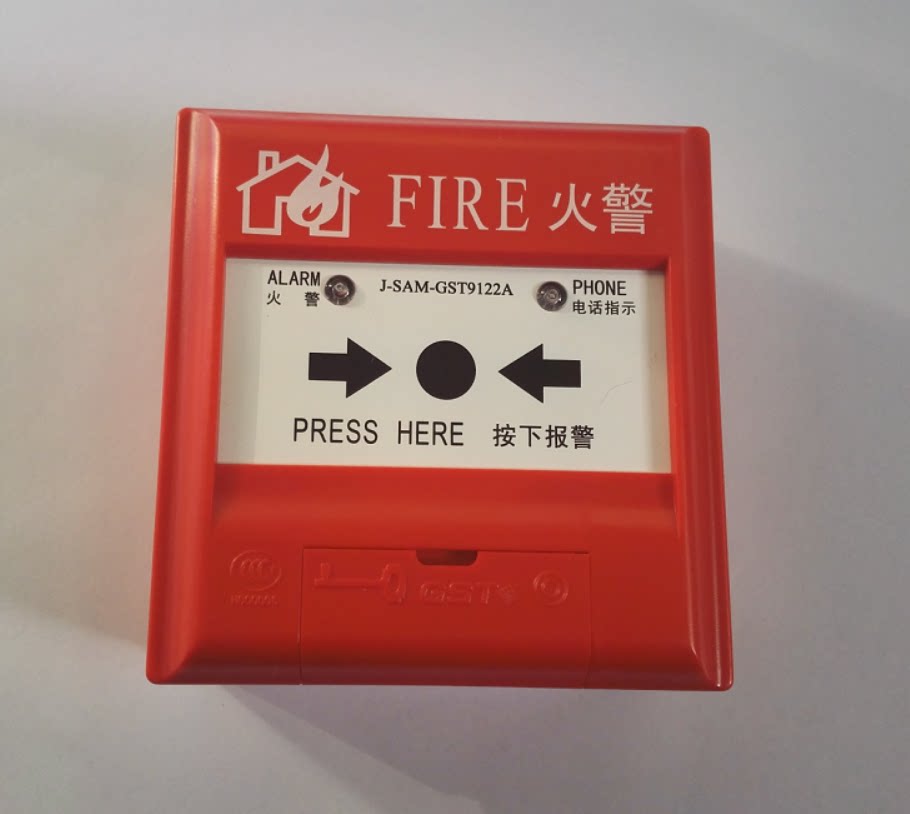 FIRE 火警
ALARM J-SAM-GST9122A PHONE
火 警 电话指示
PRESS HERE 按下报警
CCC
GST